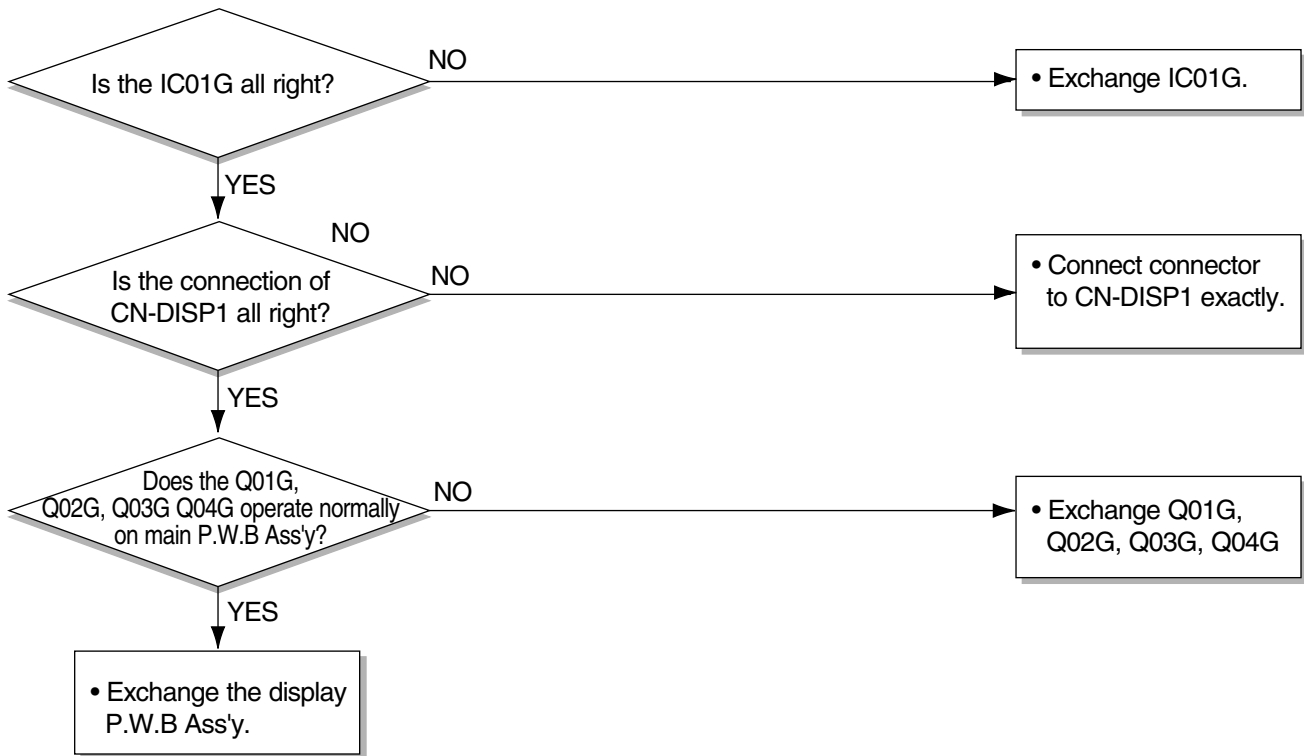 Is the IC01G all right?
NO
• Exchange IC01G.
YES
NO
Is the connection of
CN-DISP1 all right?
NO
• Connect connector
to CN-DISP1 exactly.
YES
Does the Q01G,
Q02G, Q03G Q04G operate normally
on main P.W.B Ass'y?
NO
• Exchange Q01G,
Q02G, Q03G, Q04G
YES
• Exchange the display
P.W.B Ass'y.